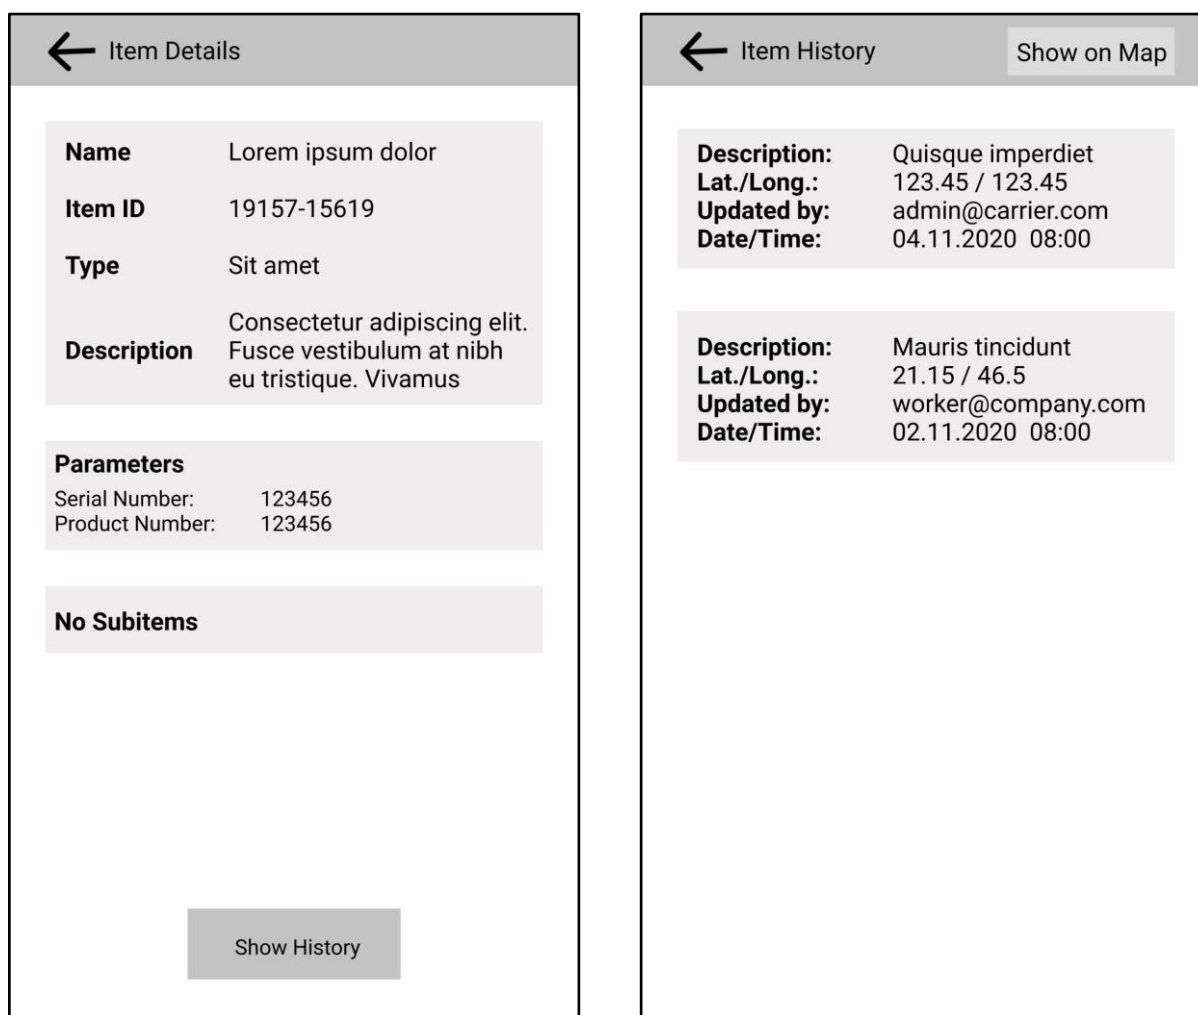 Item Details
Name Lorem ipsum dolor
Item ID 19157-15619
Type Sit amet
Description Consectetur adipiscing elit.
Fusce vestibulum at nibh
eu tristique. Vivamus
Parameters
Serial Number: 123456
Product Number: 123456
No Subitems
Show History
Item History Show on Map
Description: Quisque imperdiet
Lat./Long.: 123.45 / 123.45
Updated by: admin@carrier.com
Date/Time: 04.11.2020 08:00
Description: Mauris tincidunt
Lat./Long.: 21.15 / 46.5
Updated by: worker@company.com
Date/Time: 02.11.2020 08:00